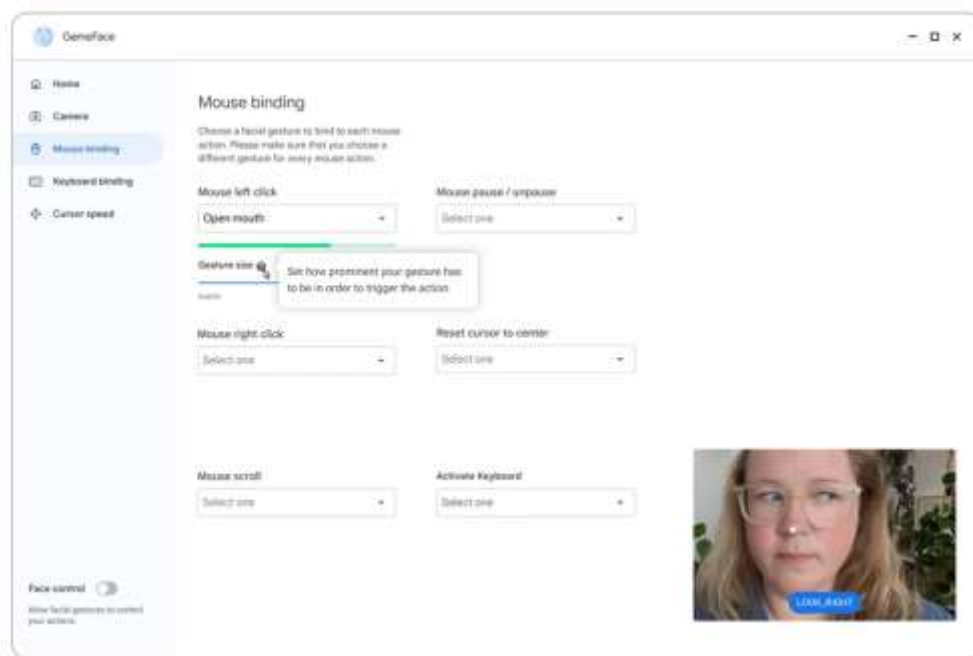 GameFace
Home
Camera
Mouse binding
Keyboard binding
Cursor speed
Mouse binding
Choose a facial gesture to bind to each mouse
action. Please make sure that you choose a
different gesture for every mouse action.
Mouse left click
Mouse pause / unpause
Open mouth
Select one
Gesture size
Set how prominent your gesture has
to be in order to trigger the action
Subtle
Mouse right click
Reset cursor to center
Select one
Select one
Mouse scroll
Activate Keyboard
Select one
Select one
LOOK_RIGHT
Face control
Allow facial gestures to control
your actions.